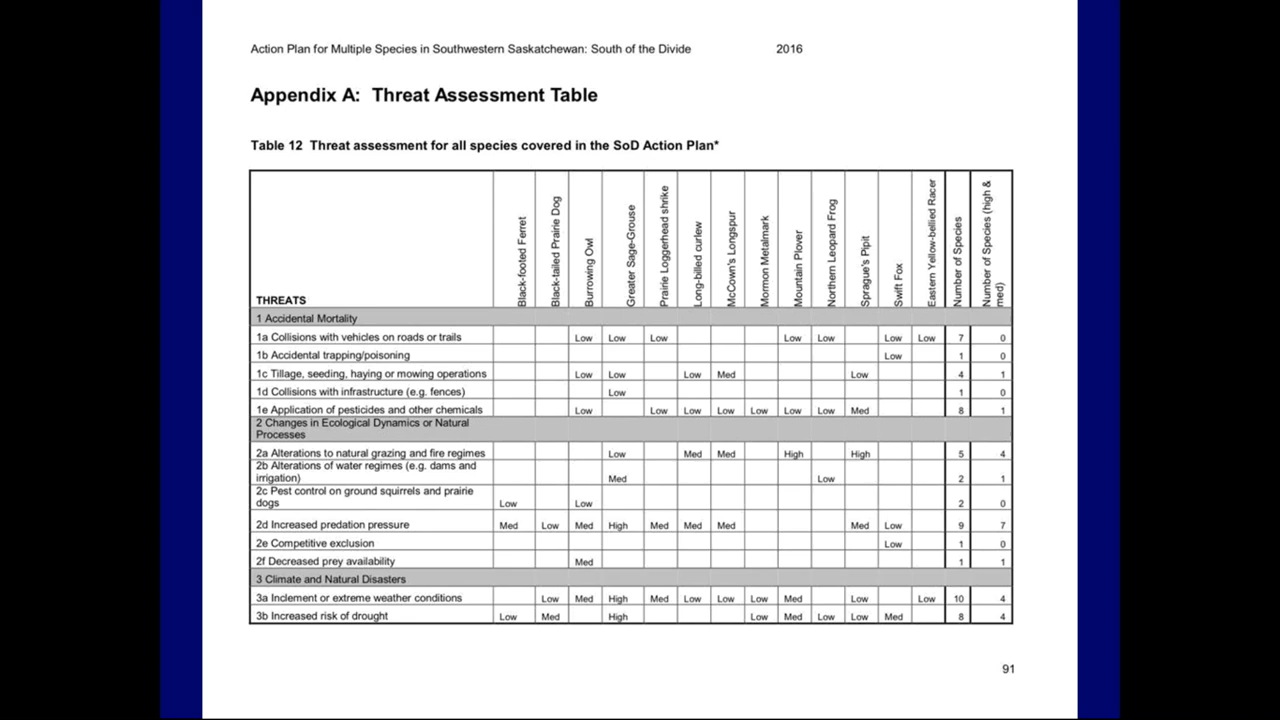 Action Plan for Multiple Species in Southwestern Saskatchewan: South of the Divide 2016
Appendix A: Threat Assessment Table
Table 12 Threat assessment for all species covered in the SoD Action Plan*
THREATS Black-footed Ferret Black-tailed Prairie Dog Burrowing Owl Greater Sage-Grouse Prairie Loggerhead shrike Long-billed curlew McCown's Longspur Mormon Metalmark Mountain Plover Northern Leopard Frog Sprague's Pipit Swift Fox Eastern Yellow-bellied Racer Number of Species Number of Species (high & med)
1 Accidental Mortality
1a Collisions with vehicles on roads or trails Low Low Low Low Low Low Low 7 0
1b Accidental trapping/poisoning Low 1 0
1c Tillage, seeding, haying or mowing operations Low Low Low Med Low 4 1
1d Collisions with infrastructure (e.g. fences) Low 1 0
1e Application of pesticides and other chemicals Low Low Low Low Low Low Low Med 8 1
2 Changes in Ecological Dynamics or Natural
Processes
2a Alterations to natural grazing and fire regimes Low Med Med High High 5 4
2b Alterations of water regimes (e.g. dams and
irrigation) Med Low 2 1
2c Pest control on ground squirrels and prairie
dogs Low Low 2 0
2d Increased predation pressure Med Low Med High Med Med Med Med Low 9 7
2e Competitive exclusion Low 1 0
2f Decreased prey availability Med 1 1
3 Climate and Natural Disasters
3a Inclement or extreme weather conditions Low Med High Med Low Low Low Med Low Low 10 4
3b Increased risk of drought Low Med High Low Med Low Low Med 8 4
91